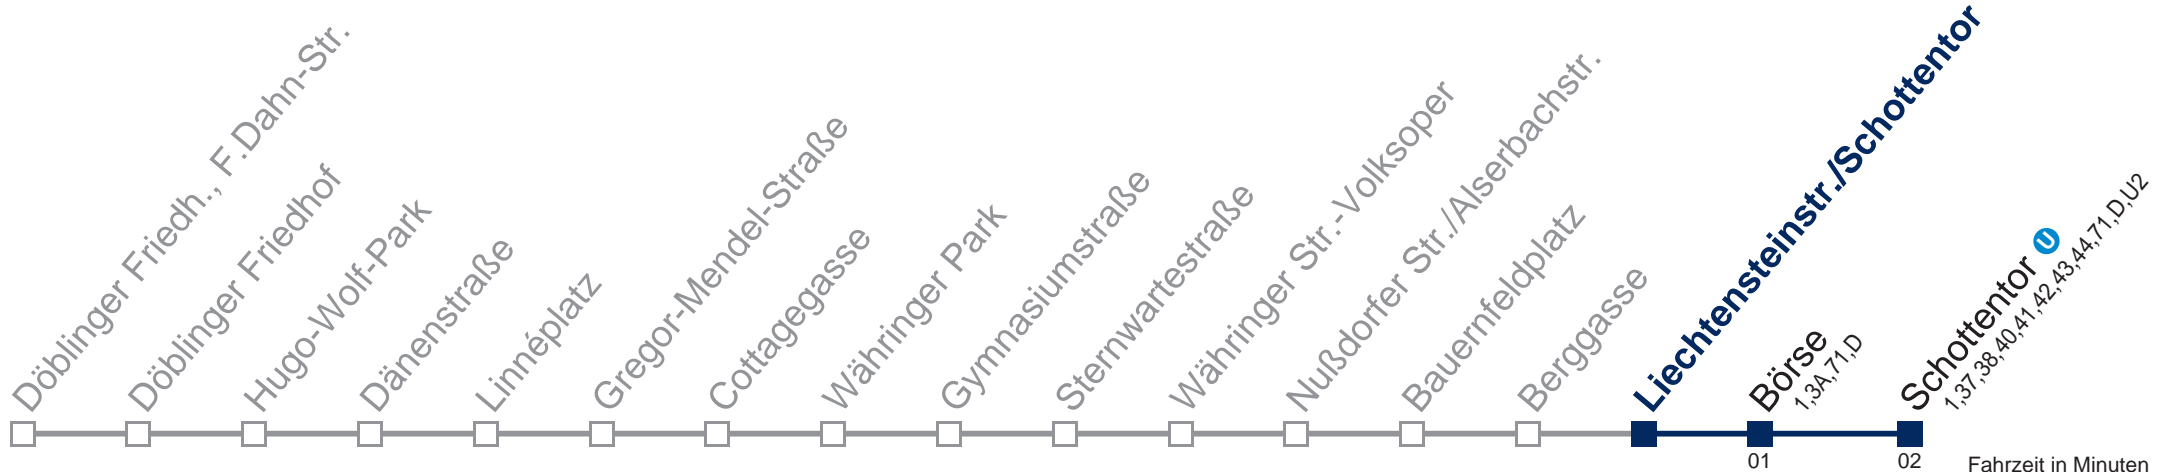 Döblinger Friedh., F.Dahn-Str.
Döblinger Friedhof
Hugo-Wolf-Park
Dänenstraße
Linnéplatz
Gregor-Mendel-Straße
Cottagegasse
Währinger Park
Gymnasiumstraße
Sternwartestraße
Währinger Str.-Volksoper
Nußdorfer Str./Alserbachstr.
Bauernfeldplatz
Berggasse
Liechtensteinstr./Schottentor
Börse
1,3A,71,D
Schottentor U
1,37,38,40,41,42,43,44,71,D,U2
01
02
Fahrzeit in Minuten